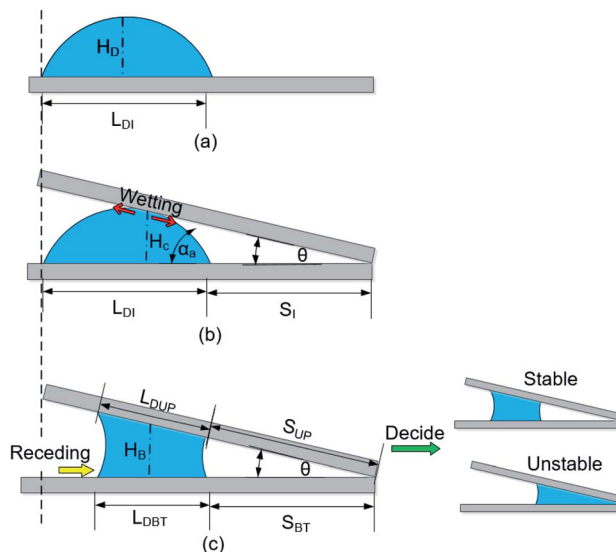 H_D
L_DI
(a)
Wetting
H_c α_a θ
L_DI S_I
(b)
L_DUP
S_UP
Stable
Receding H_B θ Decide
Unstable
L_DBT S_BT
(c)